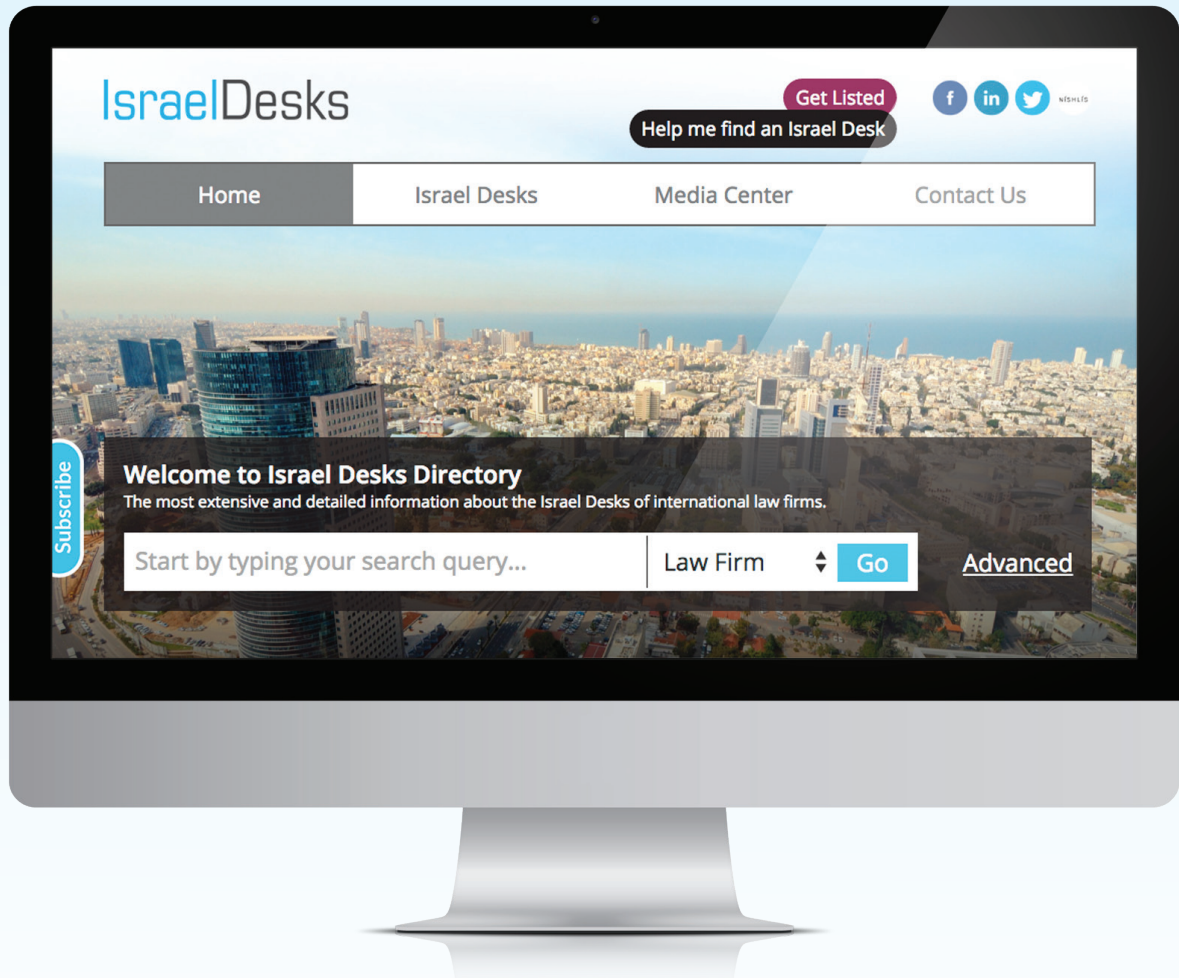 IsraelDesks
Get Listed
f in
NISHLIS
Help me find an Israel Desk
Home Israel Desks Media Center Contact Us
Subscribe
Welcome to Israel Desks Directory
The most extensive and detailed information about the Israel Desks of international law firms.
Start by typing your search query... Law Firm Go Advanced